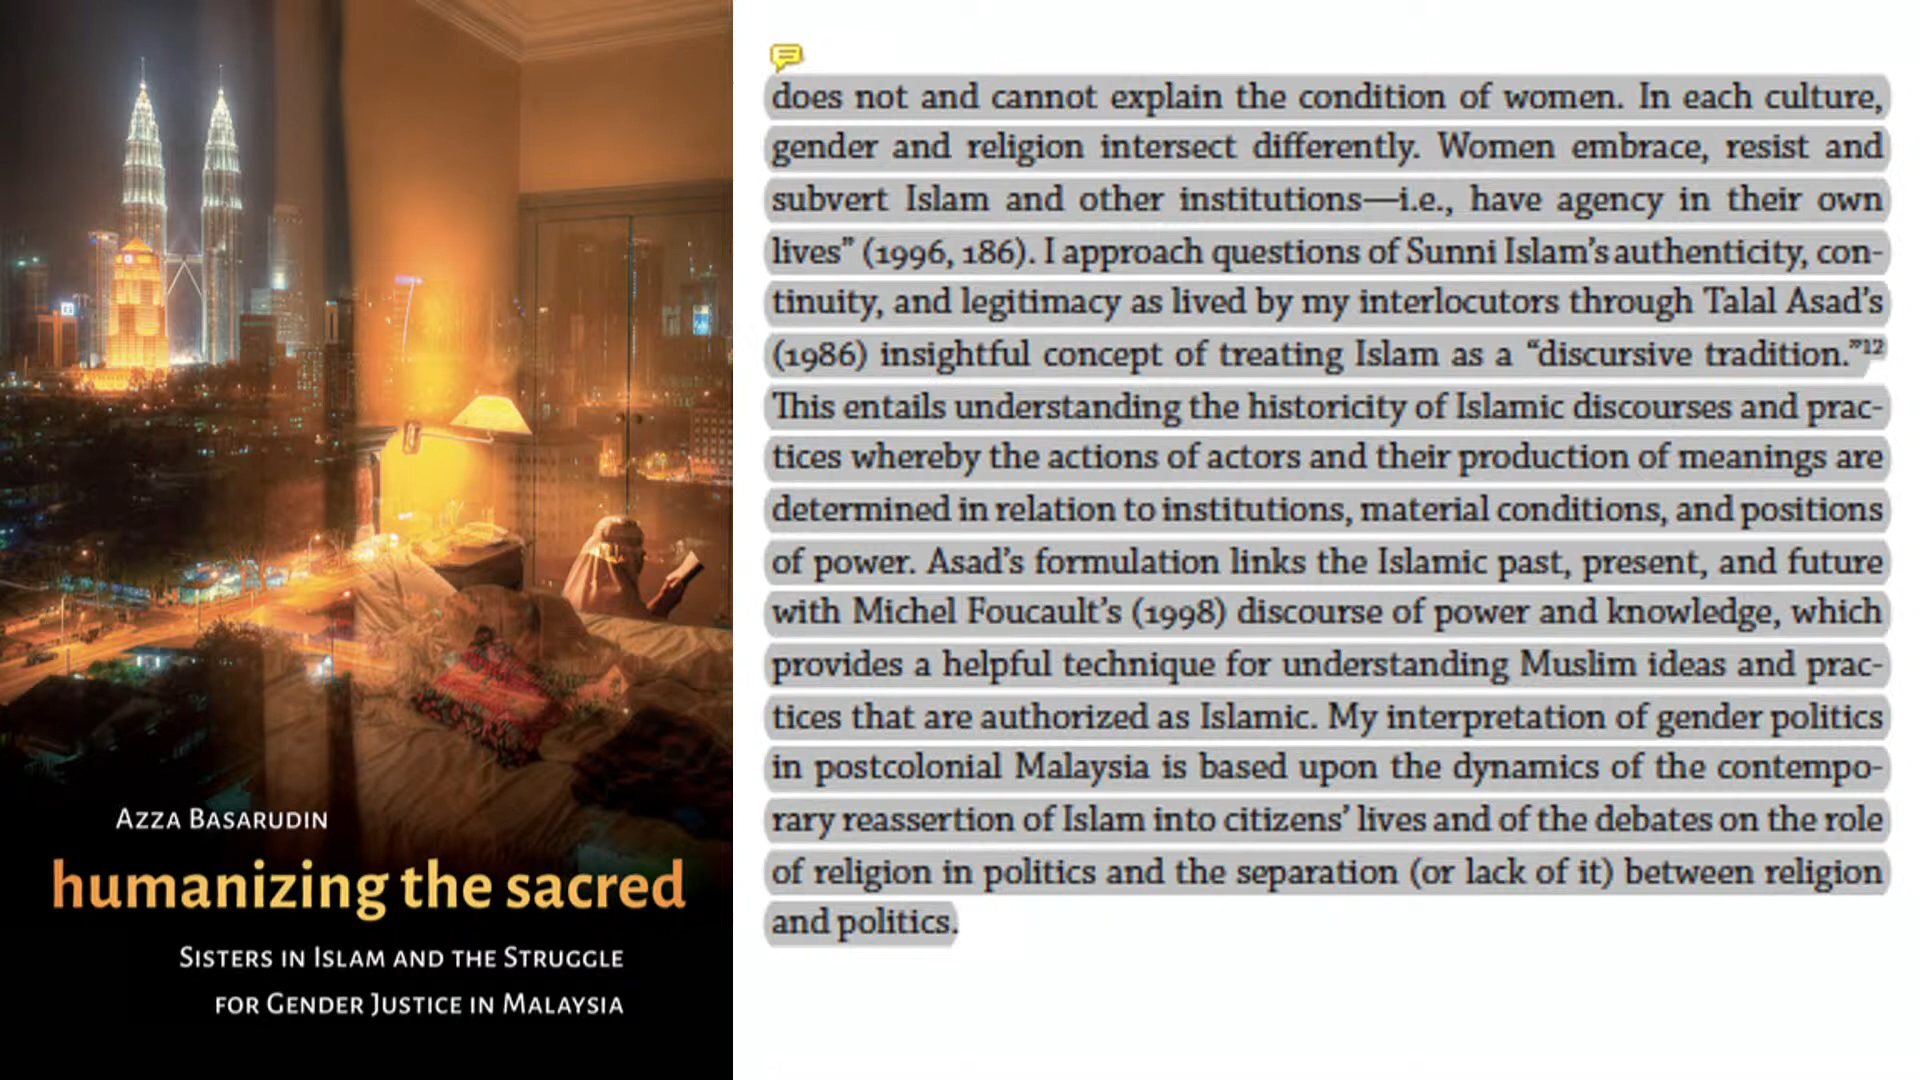 AZZA BASARUDIN
humanizing the sacred
SISTERS IN ISLAM AND THE STRUGGLE
FOR GENDER JUSTICE IN MALAYSIA
does not and cannot explain the condition of women. In each culture,
gender and religion intersect differently. Women embrace, resist and
subvert Islam and other institutions—i.e., have agency in their own
lives” (1996, 186). I approach questions of Sunni Islam’s authenticity, con-
tinuity, and legitimacy as lived by my interlocutors through Talal Asad’s
(1986) insightful concept of treating Islam as a “discursive tradition.”12
This entails understanding the historicity of Islamic discourses and prac-
tices whereby the actions of actors and their production of meanings are
determined in relation to institutions, material conditions, and positions
of power. Asad’s formulation links the Islamic past, present, and future
with Michel Foucault’s (1998) discourse of power and knowledge, which
provides a helpful technique for understanding Muslim ideas and prac-
tices that are authorized as Islamic. My interpretation of gender politics
in postcolonial Malaysia is based upon the dynamics of the contempo-
rary reassertion of Islam into citizens’ lives and of the debates on the role
of religion in politics and the separation (or lack of it) between religion
and politics.